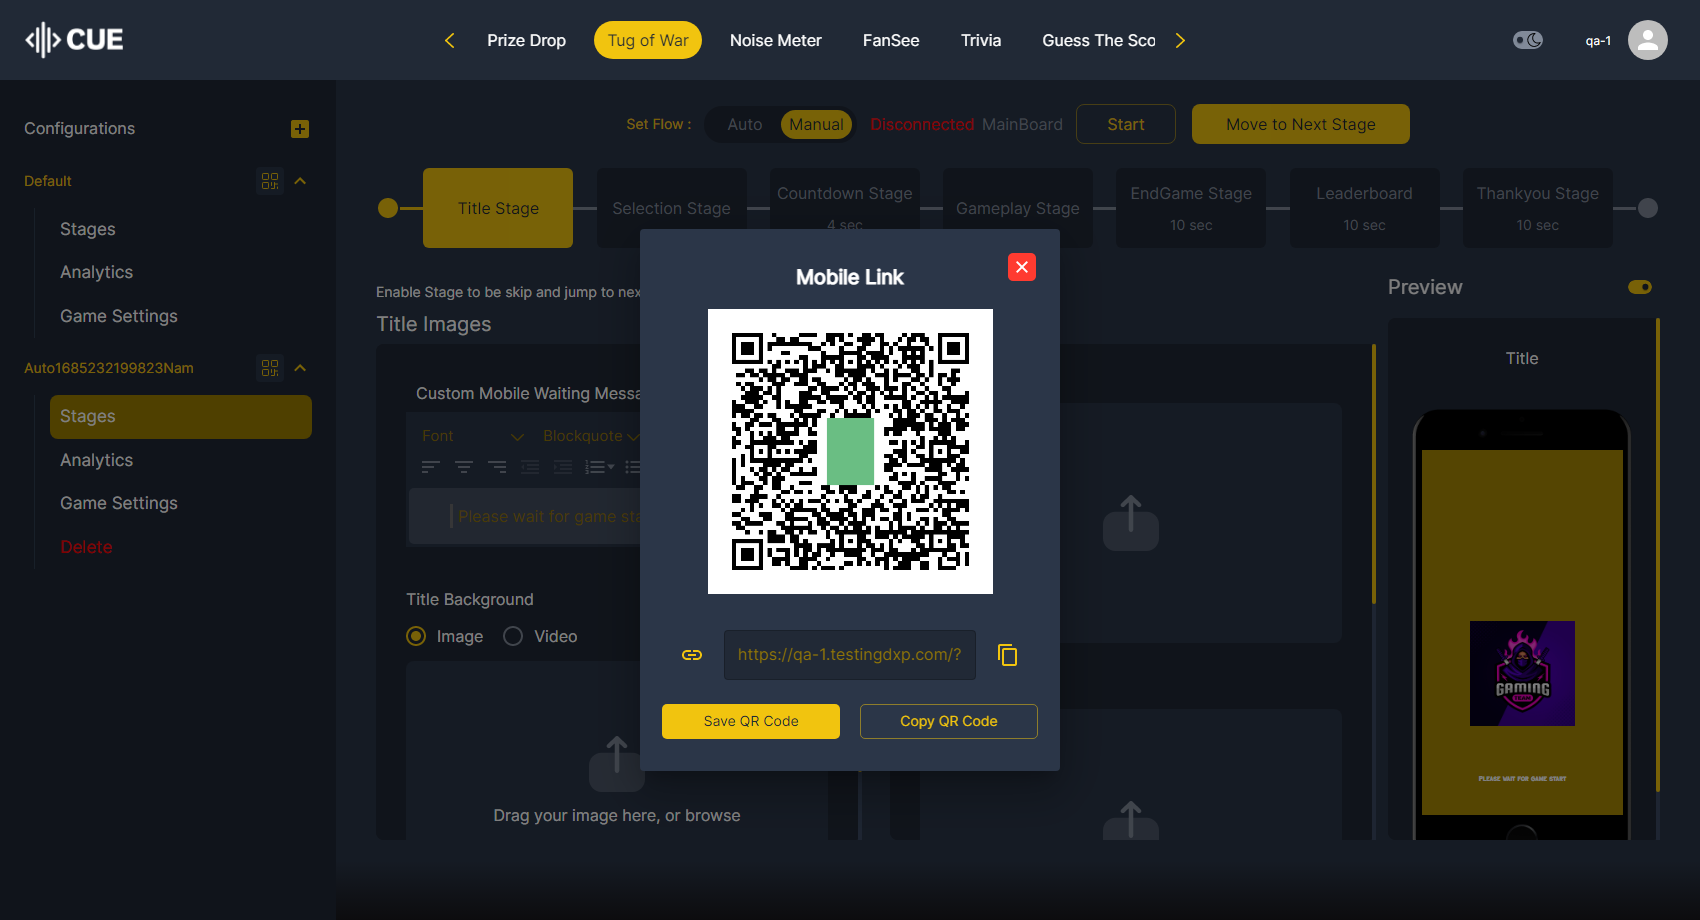 CUE
Prize Drop
Tug of War
Noise Meter
FanSee
Trivia
Guess The Sco
qa-1
Configurations
Default
Stages
Analytics
Game Settings
Auto1685232199823Nam
Stages
Analytics
Game Settings
Delete
Set Flow :
Auto
Manual
Disconnected MainBoard
Start
Move to Next Stage
Title Stage
Selection Stage
Countdown Stage
4 sec
Gameplay Stage
EndGame Stage
10 sec
Leaderboard
10 sec
Thankyou Stage
10 sec
Enable Stage to be skip and jump to nex
Title Images
Custom Mobile Waiting Messa
Font
Blockquote
Please wait for game sta
Title Background
Image
Video
Drag your image here, or browse
Mobile Link
https://qa-1.testingdxp.com/?
Save QR Code
Copy QR Code
Preview
Title
GAMING
TEAM
Please wait for game start